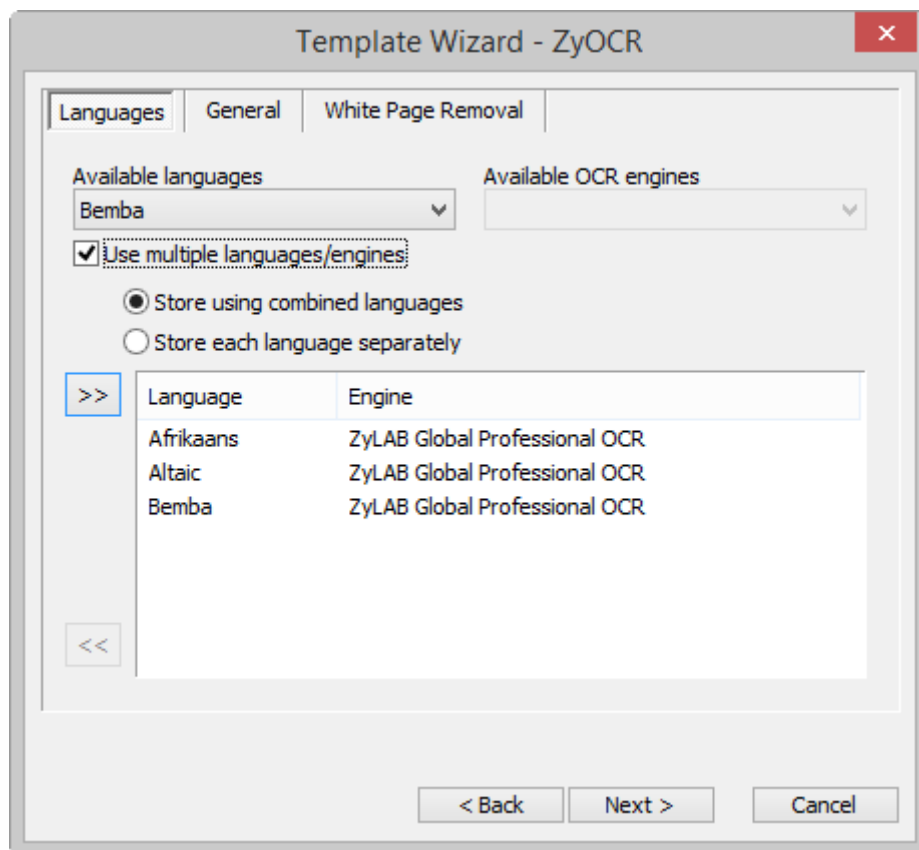 Template Wizard - ZyOCR
Languages General White Page Removal
Available languages Available OCR engines
Bemba
Use multiple languages/engines
Store using combined languages
Store each language separately
>> Language Engine
Afrikaans ZyLAB Global Professional OCR
Altaic ZyLAB Global Professional OCR
Bemba ZyLAB Global Professional OCR
<<
< Back Next > Cancel